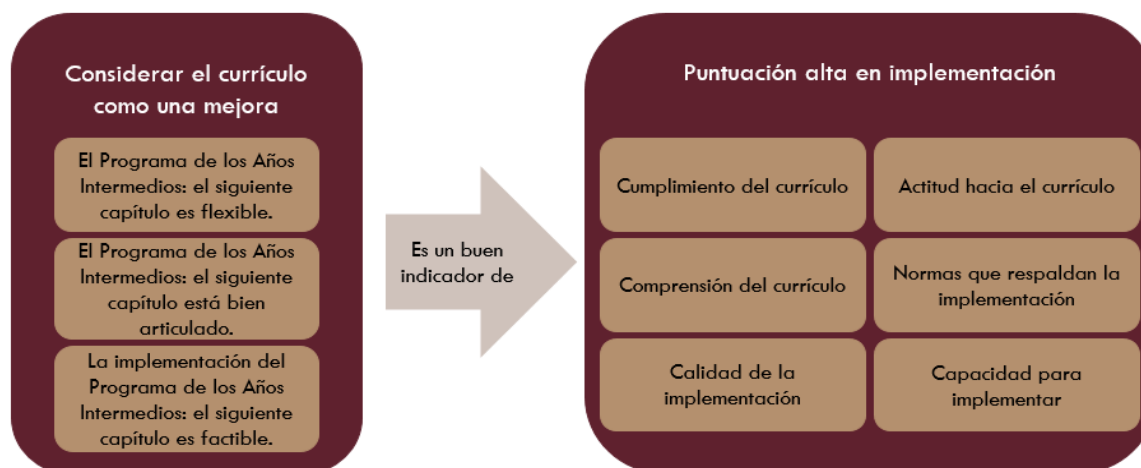 Considerar el currículo
como una mejora
El Programa de los Años
Intermedios: el siguiente
capítulo es flexible.
El Programa de los Años
Intermedios: el siguiente
capítulo está bien
articulado.
La implementación del
Programa de los Años
Intermedios: el siguiente
capítulo es factible.
Es un buen
indicador de
Puntuación alta en implementación
Cumplimiento del currículo
Actitud hacia el currículo
Comprensión del currículo
Normas que respaldan la
implementación
Calidad de la
implementación
Capacidad para
implementar